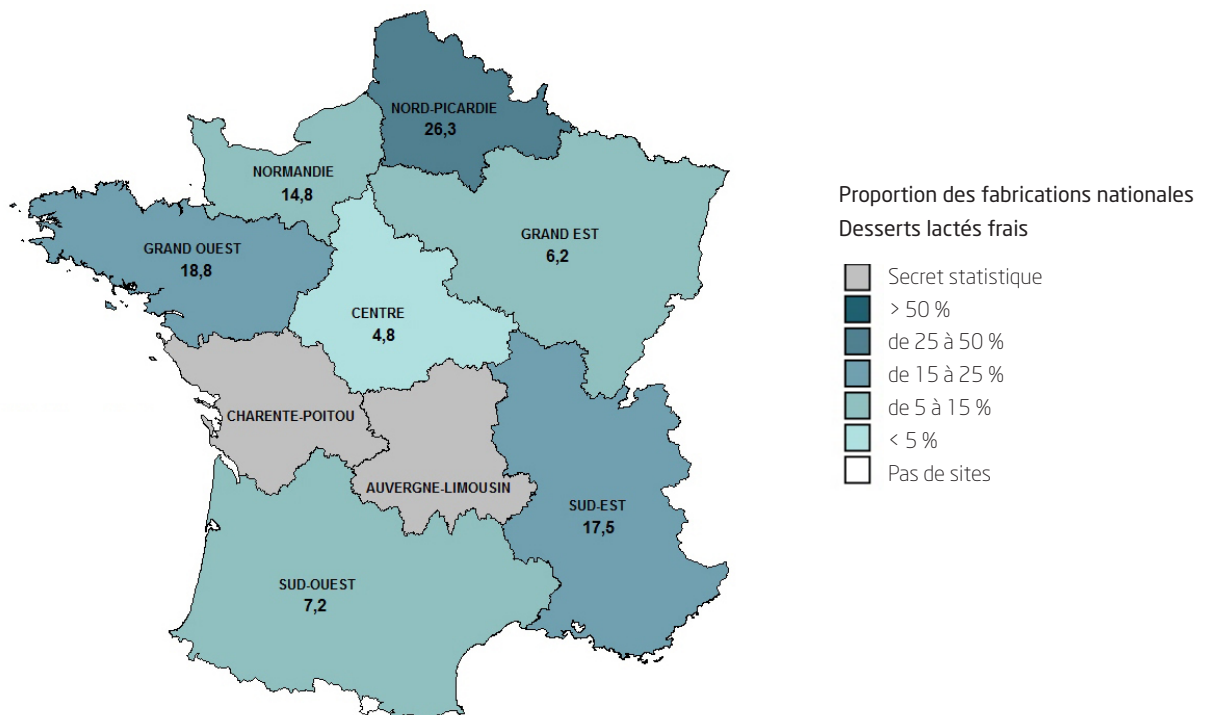 NORD-PICARDIE
26,3
NORMANDIE
14,8
GRAND OUEST
18,8
GRAND EST
6,2
CENTRE
4,8
CHARENTE-POITOU
AUVERGNE-LIMOUSIN
SUD-EST
17,5
SUD-OUEST
7,2
Proportion des fabrications nationales
Desserts lactés frais
Secret statistique
> 50 %
de 25 à 50 %
de 15 à 25 %
de 5 à 15 %
< 5 %
Pas de sites